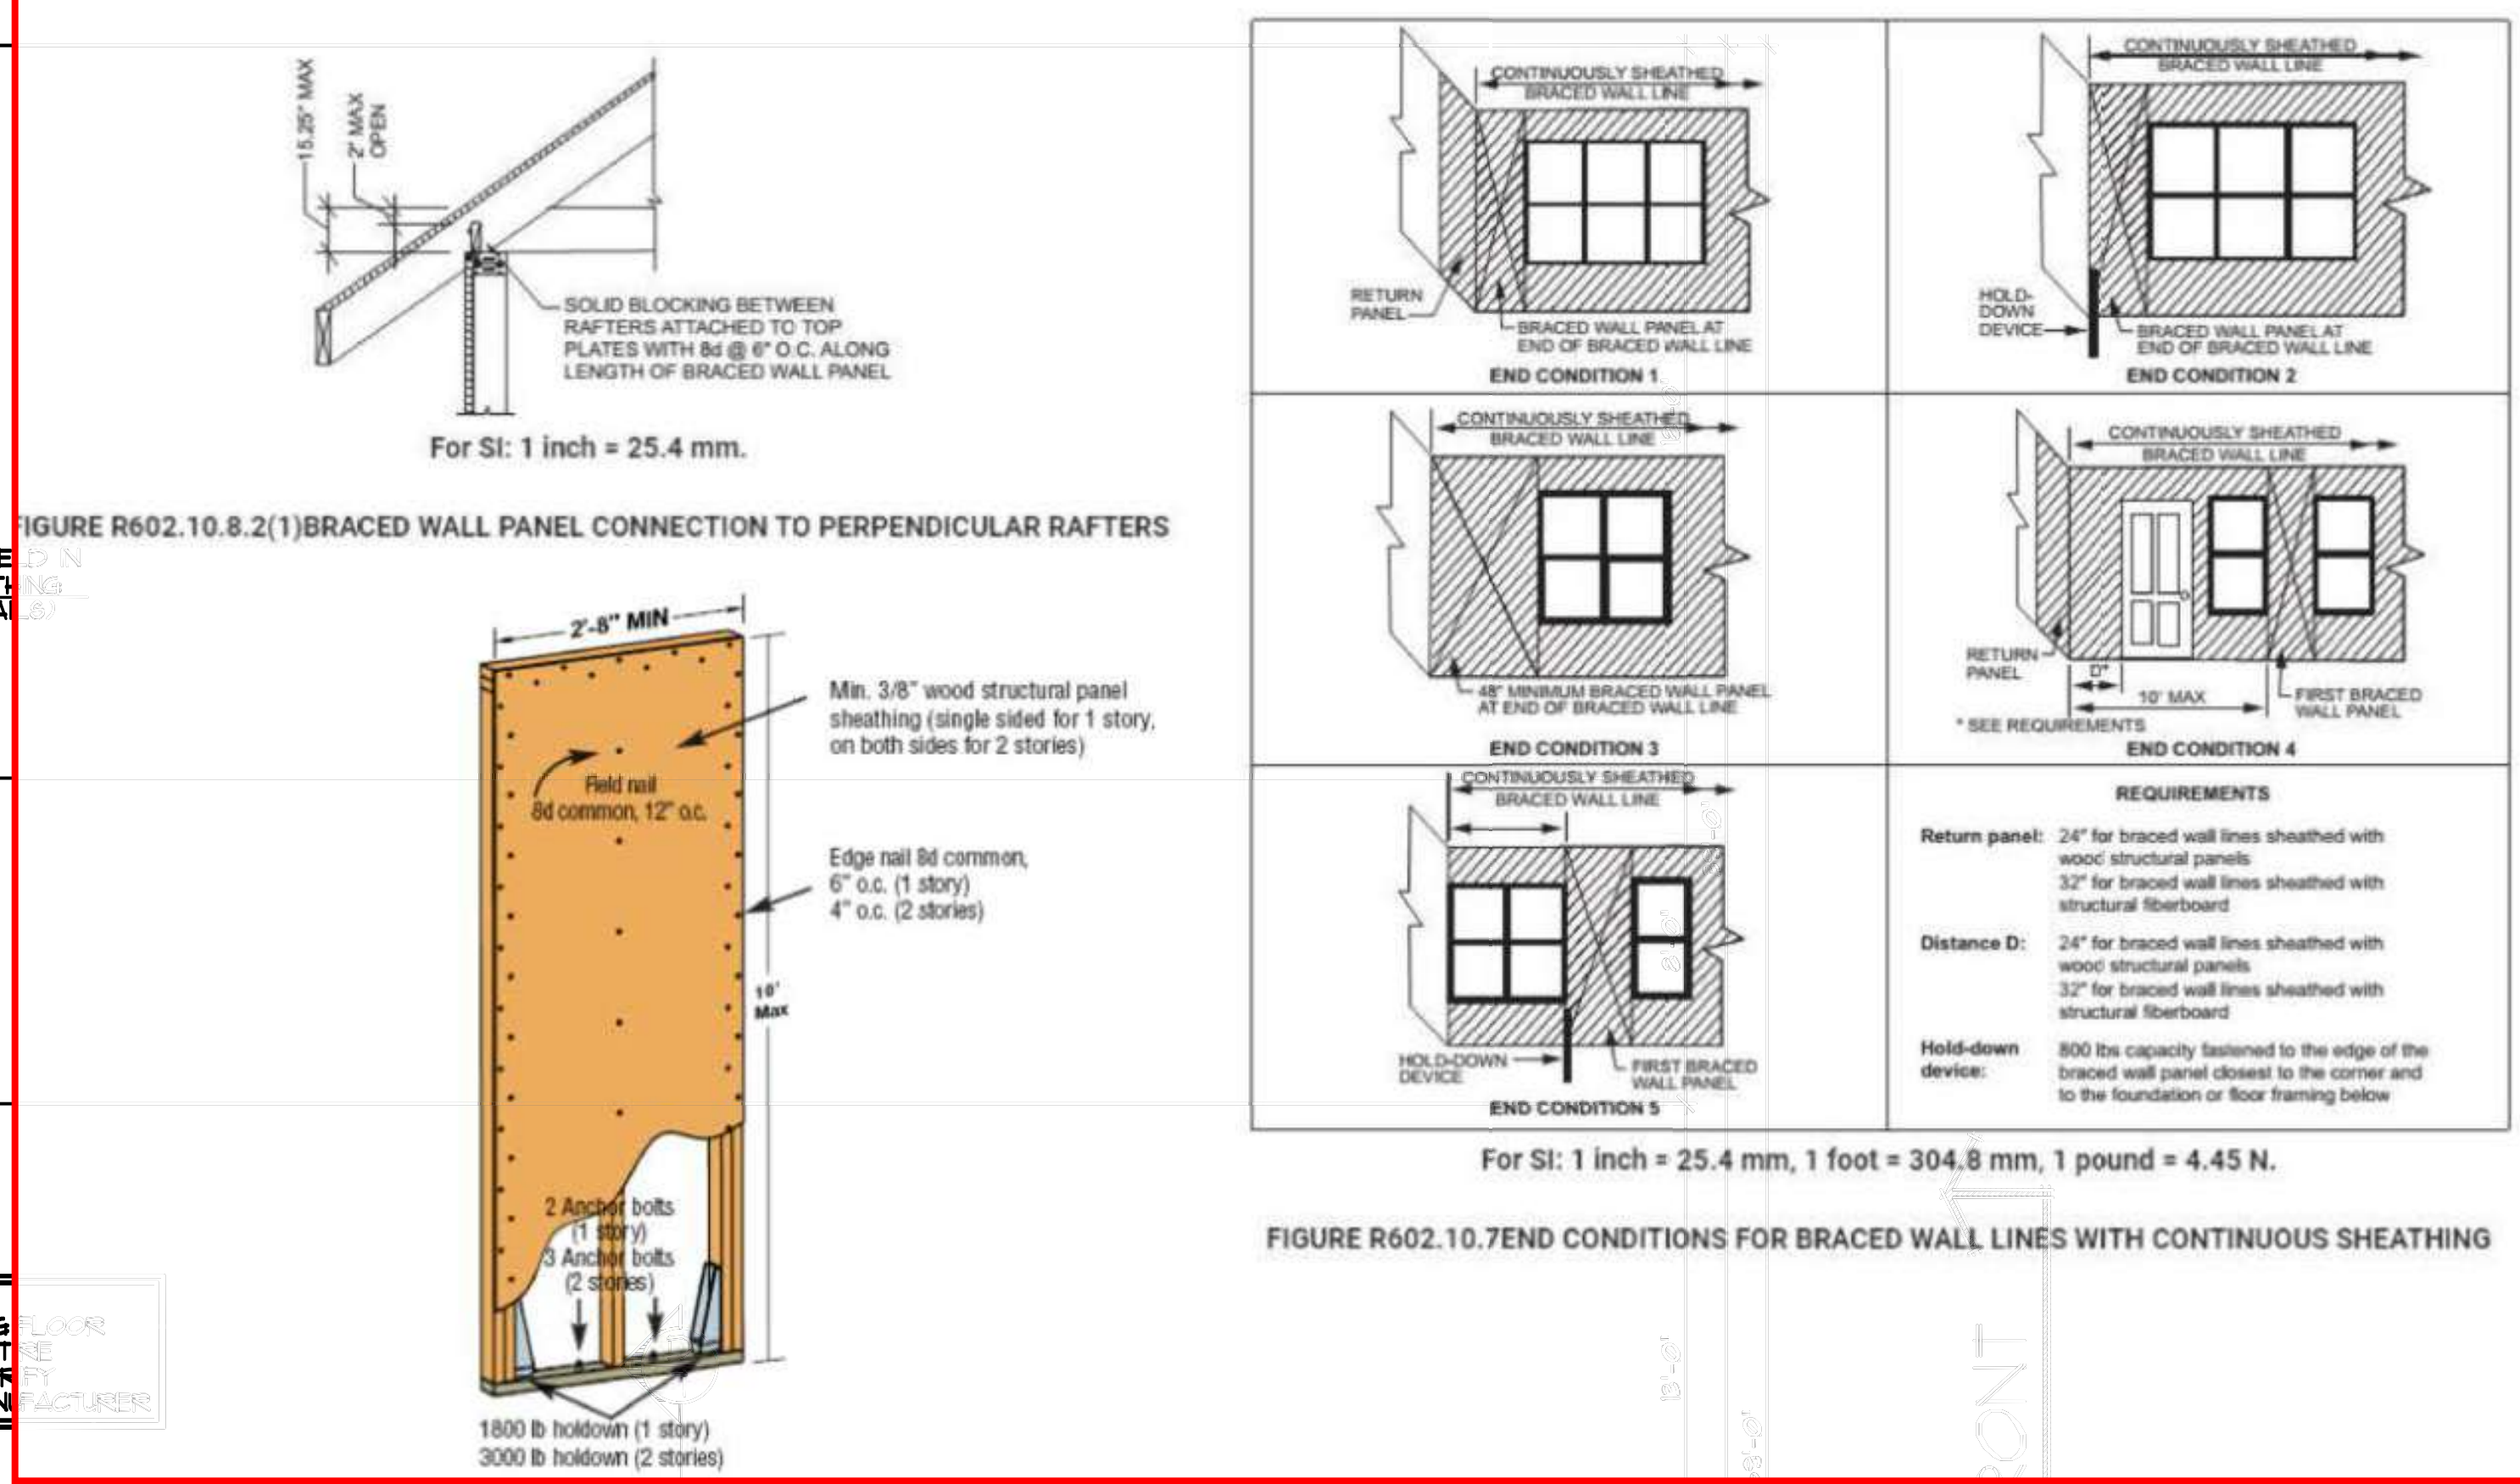 15.25" MAX
2" MAX
OPEN
SOLID BLOCKING BETWEEN
RAFTERS ATTACHED TO TOP
PLATES WITH 8d @ 6" O.C. ALONG
LENGTH OF BRACED WALL PANEL
For SI: 1 inch = 25.4 mm.
FIGURE R602.10.8.2(1)BRACED WALL PANEL CONNECTION TO PERPENDICULAR RAFTERS
2'-8" MIN
Min. 3/8" wood structural panel
sheathing (single sided for 1 story,
on both sides for 2 stories)
Field nail
8d common, 12" o.c.
Edge nail 8d common,
6" o.c. (1 story)
4" o.c. (2 stories)
10'
Max
2 Anchor bolts
(1 story)
3 Anchor bolts
(2 stories)
1800 lb holdown (1 story)
3000 lb holdown (2 stories)
CONTINUOUSLY SHEATHED
BRACED WALL LINE
RETURN
PANEL
BRACED WALL PANEL AT
END OF BRACED WALL LINE
END CONDITION 1
CONTINUOUSLY SHEATHED
BRACED WALL LINE
HOLD-
DOWN
DEVICE
BRACED WALL PANEL AT
END OF BRACED WALL LINE
END CONDITION 2
CONTINUOUSLY SHEATHED
BRACED WALL LINE
48" MINIMUM BRACED WALL PANEL
AT END OF BRACED WALL LINE
END CONDITION 3
CONTINUOUSLY SHEATHED
BRACED WALL LINE
RETURN
PANEL
D*
10' MAX
FIRST BRACED
WALL PANEL
* SEE REQUIREMENTS
END CONDITION 4
CONTINUOUSLY SHEATHED
BRACED WALL LINE
HOLD-DOWN
DEVICE
FIRST BRACED
WALL PANEL
END CONDITION 5
REQUIREMENTS
Return panel: 24" for braced wall lines sheathed with
wood structural panels
32" for braced wall lines sheathed with
structural fiberboard
Distance D: 24" for braced wall lines sheathed with
wood structural panels
32" for braced wall lines sheathed with
structural fiberboard
Hold-down 800 lbs capacity fastened to the edge of the
device: braced wall panel closest to the corner and
to the foundation or floor framing below
For SI: 1 inch = 25.4 mm, 1 foot = 304.8 mm, 1 pound = 4.45 N.
FIGURE R602.10.7END CONDITIONS FOR BRACED WALL LINES WITH CONTINUOUS SHEATHING
FLOOR
13'-0"